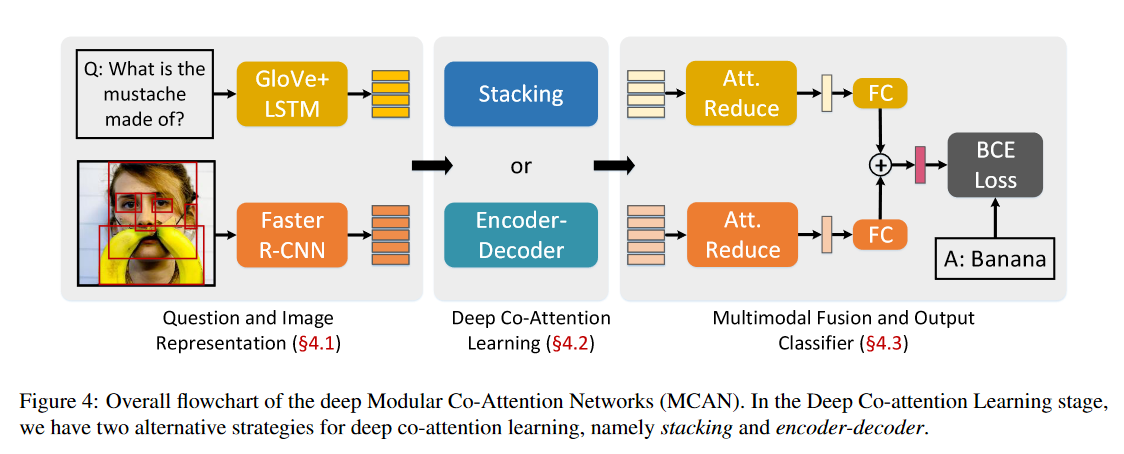 Q: What is the
mustache
made of?
GloVe+
LSTM
Faster
R-CNN
Question and Image
Representation (§4.1)
Stacking
or
Encoder-
Decoder
Deep Co-Attention
Learning (§4.2)
Att.
Reduce
FC
Att.
Reduce
FC
+
BCE
Loss
A: Banana
Multimodal Fusion and Output
Classifier (§4.3)
Figure 4: Overall flowchart of the deep Modular Co-Attention Networks (MCAN). In the Deep Co-attention Learning stage,
we have two alternative strategies for deep co-attention learning, namely stacking and encoder-decoder.